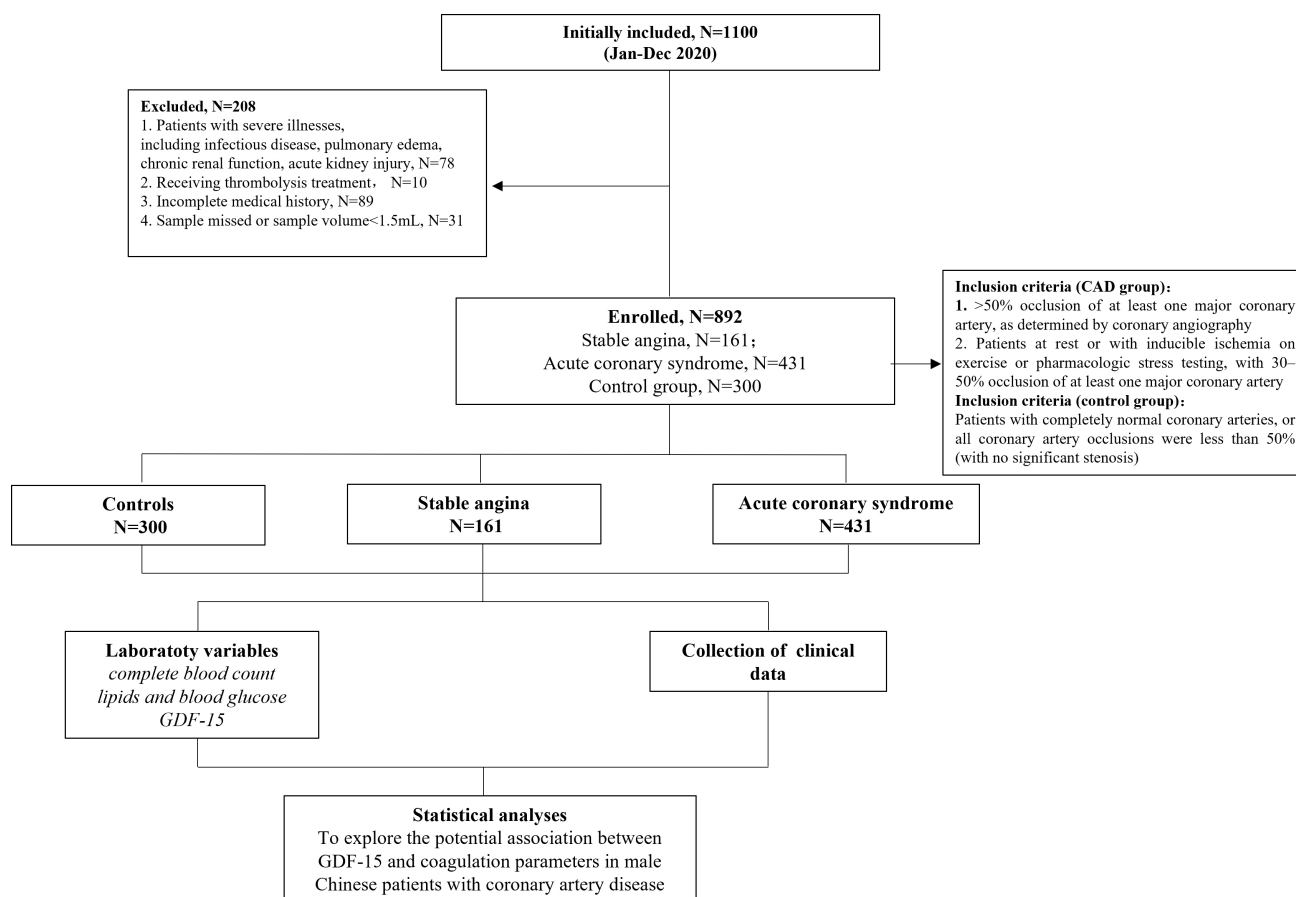 Initially included, N=1100
(Jan-Dec 2020)
Excluded, N=208
1. Patients with severe illnesses,
including infectious disease, pulmonary edema,
chronic renal function, acute kidney injury, N=78
2. Receiving thrombolysis treatment， N=10
3. Incomplete medical history, N=89
4. Sample missed or sample volume<1.5mL, N=31
Enrolled, N=892
Stable angina, N=161；
Acute coronary syndrome, N=431
Control group, N=300
Inclusion criteria (CAD group)：
1. >50% occlusion of at least one major coronary
artery, as determined by coronary angiography
2. Patients at rest or with inducible ischemia on
exercise or pharmacologic stress testing, with 30–
50% occlusion of at least one major coronary artery
Inclusion criteria (control group)：
Patients with completely normal coronary arteries, or
all coronary artery occlusions were less than 50%
(with no significant stenosis)
Controls
N=300
Stable angina
N=161
Acute coronary syndrome
N=431
Laboratoty variables
complete blood count
lipids and blood glucose
GDF-15
Collection of clinical
data
Statistical analyses
To explore the potential association between
GDF-15 and coagulation parameters in male
Chinese patients with coronary artery disease